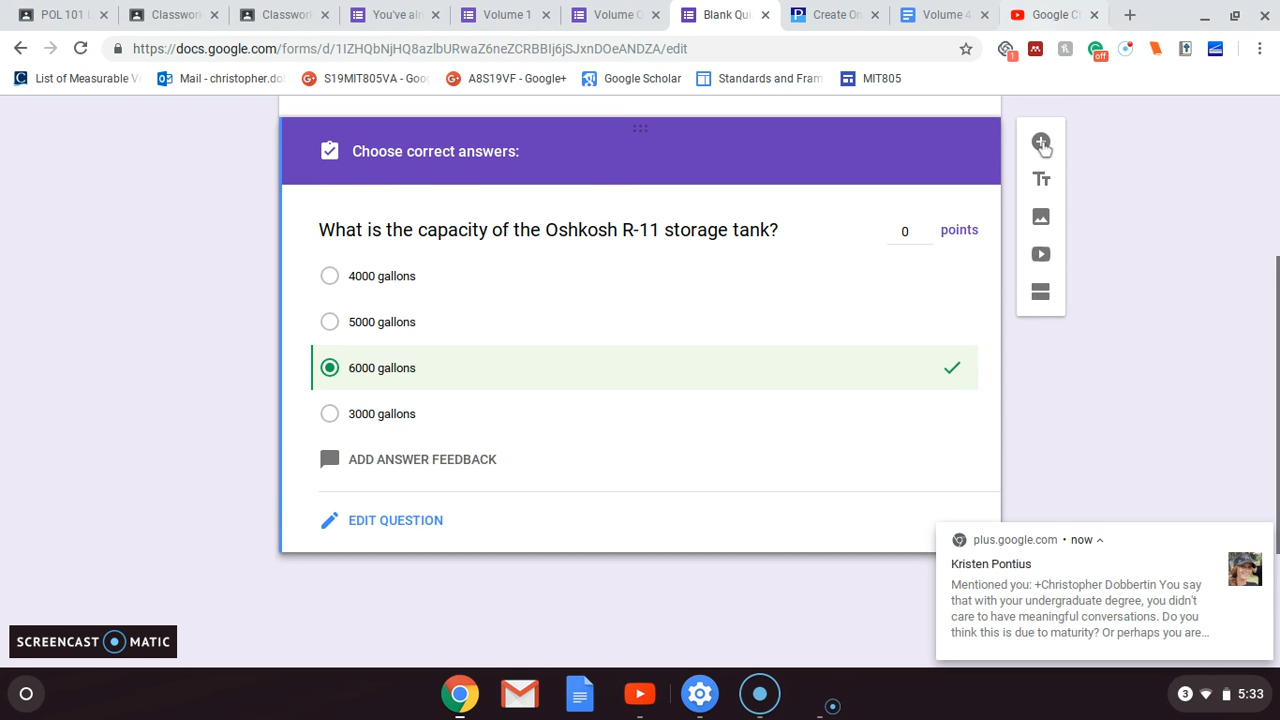 POL 101
Classwor
Classwor
You've alr
Volume 1
Volume
Blank Qui
Create On
Volume 4
Google C
https://docs.google.com/forms/d/1IZHQbNjHQ8azlbURwaZ6neZCRBBIj6jSJxnDOeANDZA/edit
1
off
List of Measurable V
Mail - christopher.do
S19MIT805VA - Goo
A8S19VF - Google+
Google Scholar
Standards and Fram
MIT805
Choose correct answers:
What is the capacity of the Oshkosh R-11 storage tank?
0 points
4000 gallons
5000 gallons
6000 gallons
3000 gallons
ADD ANSWER FEEDBACK
EDIT QUESTION
plus.google.com • now
Kristen Pontius
Mentioned you: +Christopher Dobbertin You say
that with your undergraduate degree, you didn't
care to have meaningful conversations. Do you
think this is due to maturity? Or perhaps you are...
SCREENCAST MATIC
3 5:33